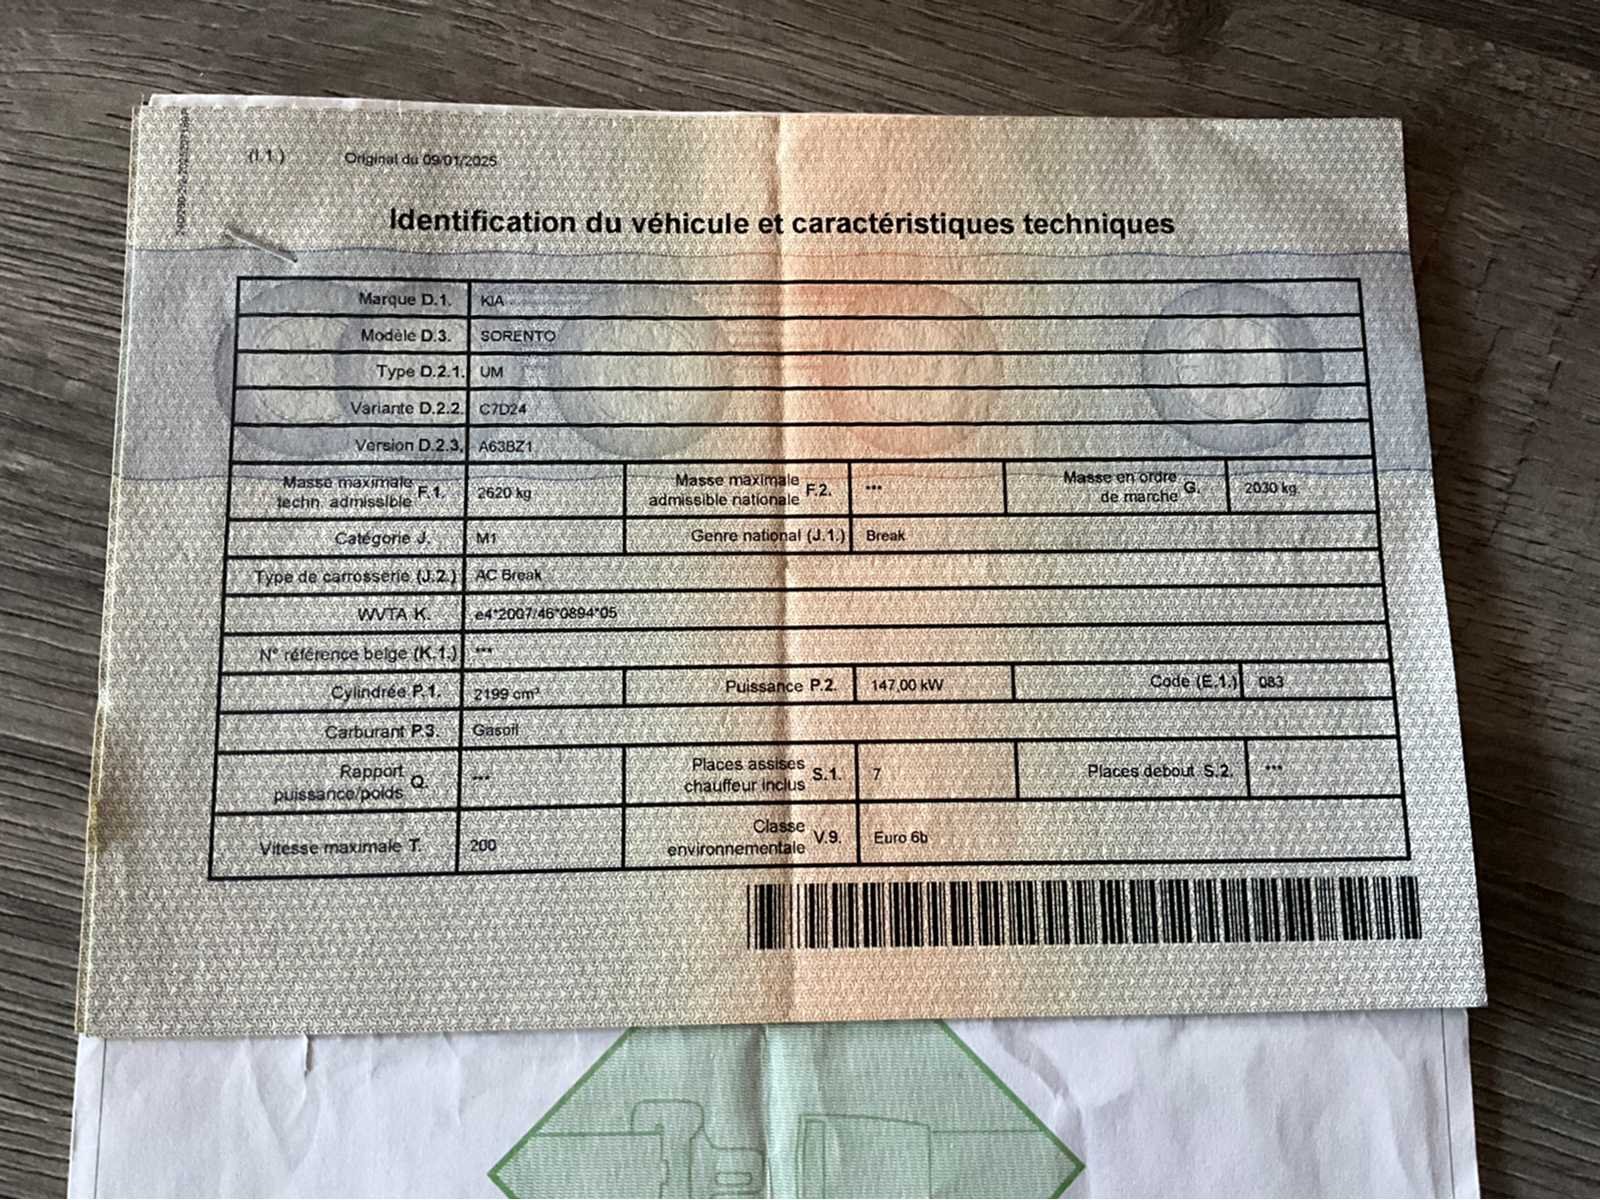 (I.1.) Original du 09/01/2025
Identification du véhicule et caractéristiques techniques
Marque D.1. KIA
Modèle D.3. SORENTO
Type D.2.1. UM
Variante D.2.2. C7D24
Version D.2.3. A63BZ1
Masse maximale techn. admissible F.1. 2620 kg Masse maximale admissible nationale F.2. *** Masse en ordre de marche G. 2030 kg
Catégorie J. M1 Genre national (J.1.) Break
Type de carrosserie (J.2.) AC Break
WVTA K. e4*2007/46*0894*05
N° référence belge (K.1.) ***
Cylindrée P.1. 2199 cm³ Puissance P.2. 147,00 kW Code (E.1.) 083
Carburant P.3. Gasoil
Rapport puissance/poids Q. *** Places assises chauffeur inclus S.1. 7 Places debout S.2. ***
Vitesse maximale T. 200 Classe environnementale V.9. Euro 6b